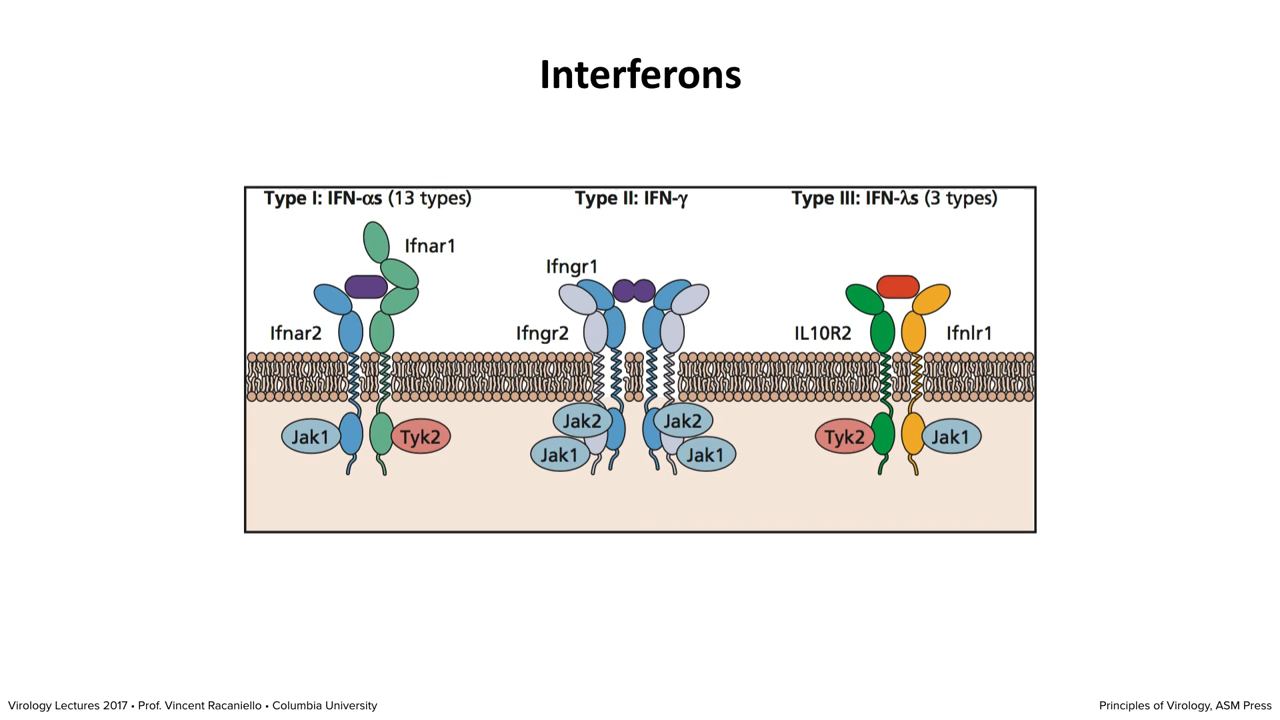 Interferons
Type I: IFN-αs (13 types)
Type II: IFN-γ
Type III: IFN-λs (3 types)
Ifnar1
Ifngr1
Ifnar2
Ifngr2
IL10R2
Ifnlr1
Jak1
Tyk2
Jak2
Jak1
Jak2
Jak1
Tyk2
Jak1
Virology Lectures 2017 • Prof. Vincent Racaniello • Columbia University
Principles of Virology, ASM Press